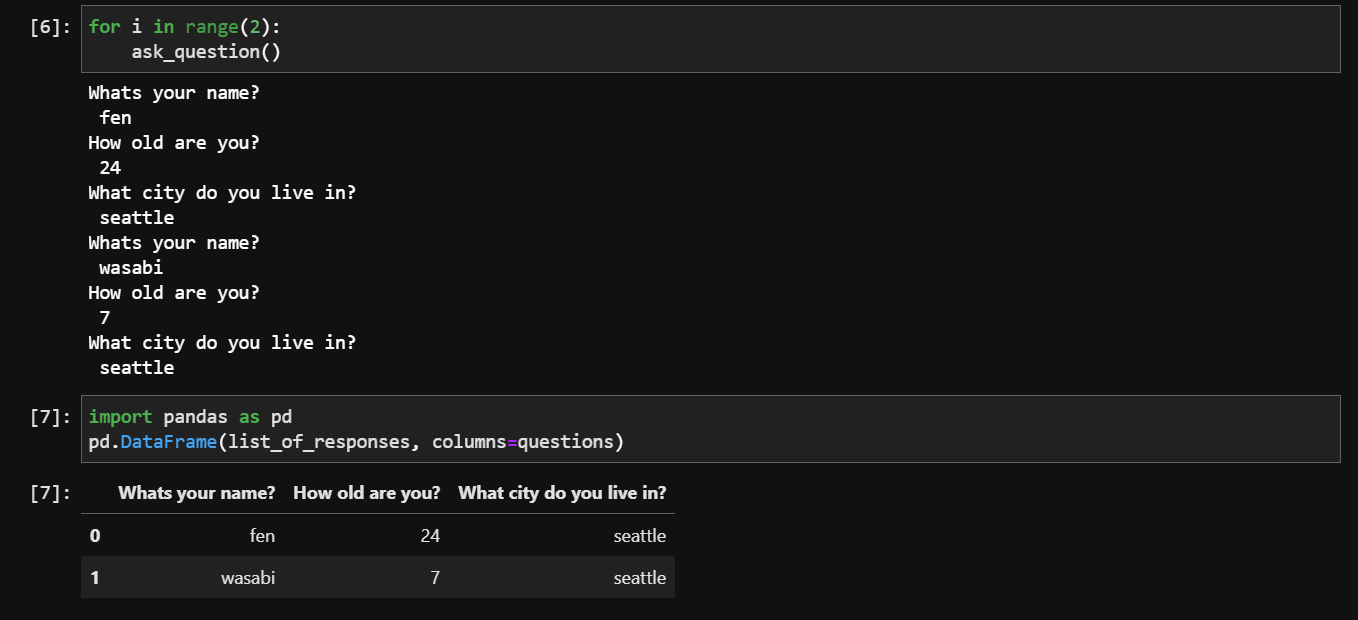 [6]: for i in range(2):
ask_question()
Whats your name?
fen
How old are you?
24
What city do you live in?
seattle
Whats your name?
wasabi
How old are you?
7
What city do you live in?
seattle
[7]: import pandas as pd
pd.DataFrame(list_of_responses, columns=questions)
[7]: Whats your name? How old are you? What city do you live in?
0 fen 24 seattle
1 wasabi 7 seattle